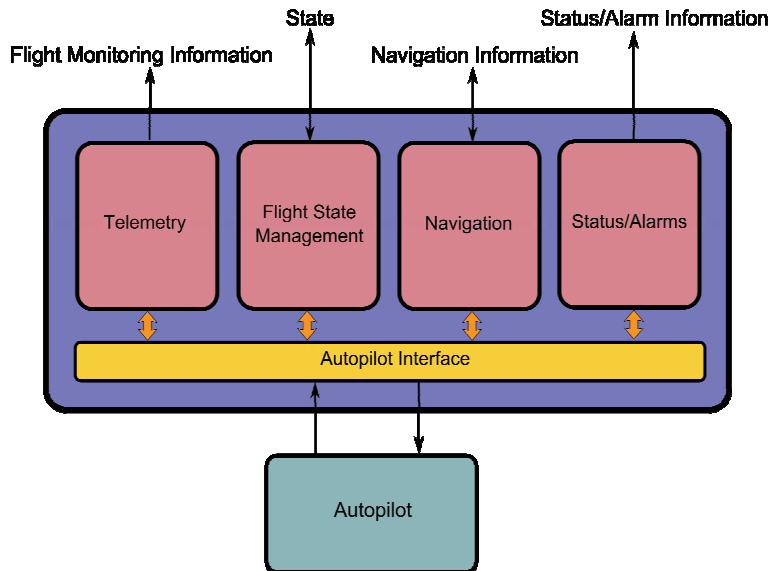 State
Status/Alarm Information
Flight Monitoring Information
Navigation Information
Telemetry
Flight State
Management
Navigation
Status/Alarms
Autopilot Interface
Autopilot